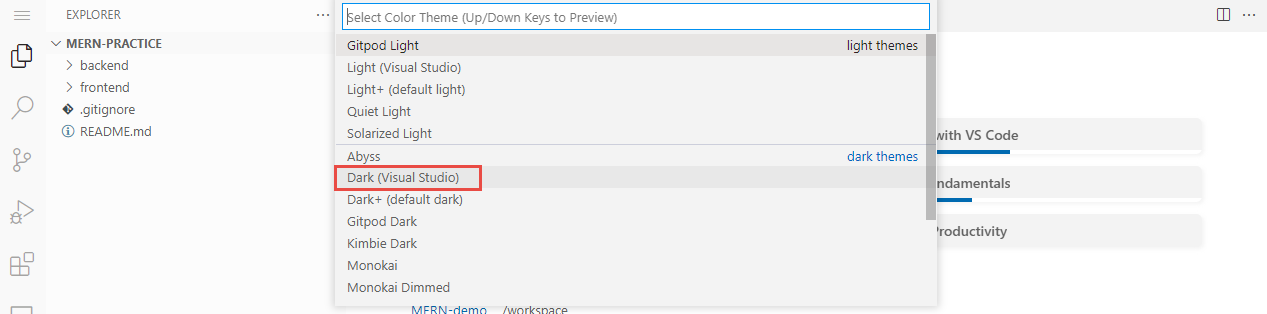 EXPLORER
MERN-PRACTICE
backend
frontend
.gitignore
README.md
Select Color Theme (Up/Down Keys to Preview)
Gitpod Light light themes
Light (Visual Studio)
Light+ (default light)
Quiet Light
Solarized Light
Abyss dark themes
Dark (Visual Studio)
Dark+ (default dark)
Gitpod Dark
Kimbie Dark
Monokai
Monokai Dimmed
with VS Code
ndamentals
Productivity
MERN-demo /workspace